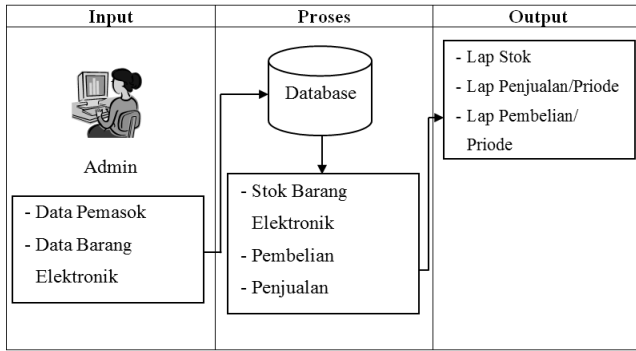 Input
Proses
Output
Admin
- Data Pemasok
- Data Barang
Elektronik
Database
- Stok Barang
Elektronik
- Pembelian
- Penjualan
- Lap Stok
- Lap Penjualan/Priode
- Lap Pembelian/
Priode